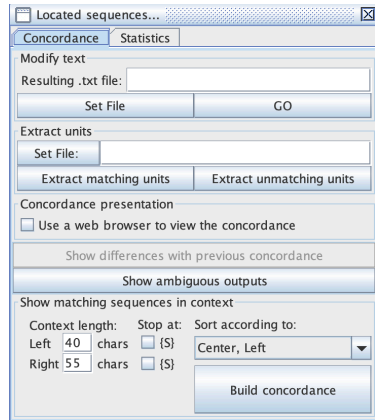 Located sequences...
Concordance Statistics
Modify text
Resulting .txt file:
Set File GO
Extract units
Set File:
Extract matching units Extract unmatching units
Concordance presentation
Use a web browser to view the concordance
Show differences with previous concordance
Show ambiguous outputs
Show matching sequences in context
Context length: Stop at: Sort according to:
Left 40 chars {S} Center, Left
Right 55 chars {S}
Build concordance